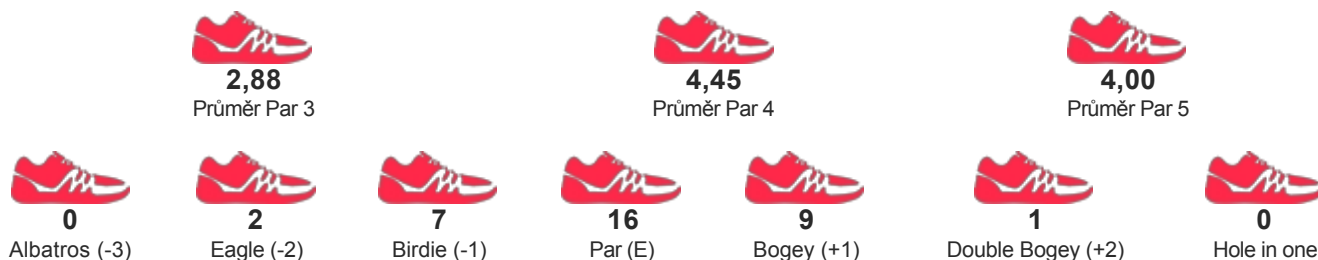 2,88 4,45 4,00
Průměr Par 3 Průměr Par 4 Průměr Par 5
0 2 7 16 9 1 0
Albatros (-3) Eagle (-2) Birdie (-1) Par (E) Bogey (+1) Double Bogey (+2) Hole in one